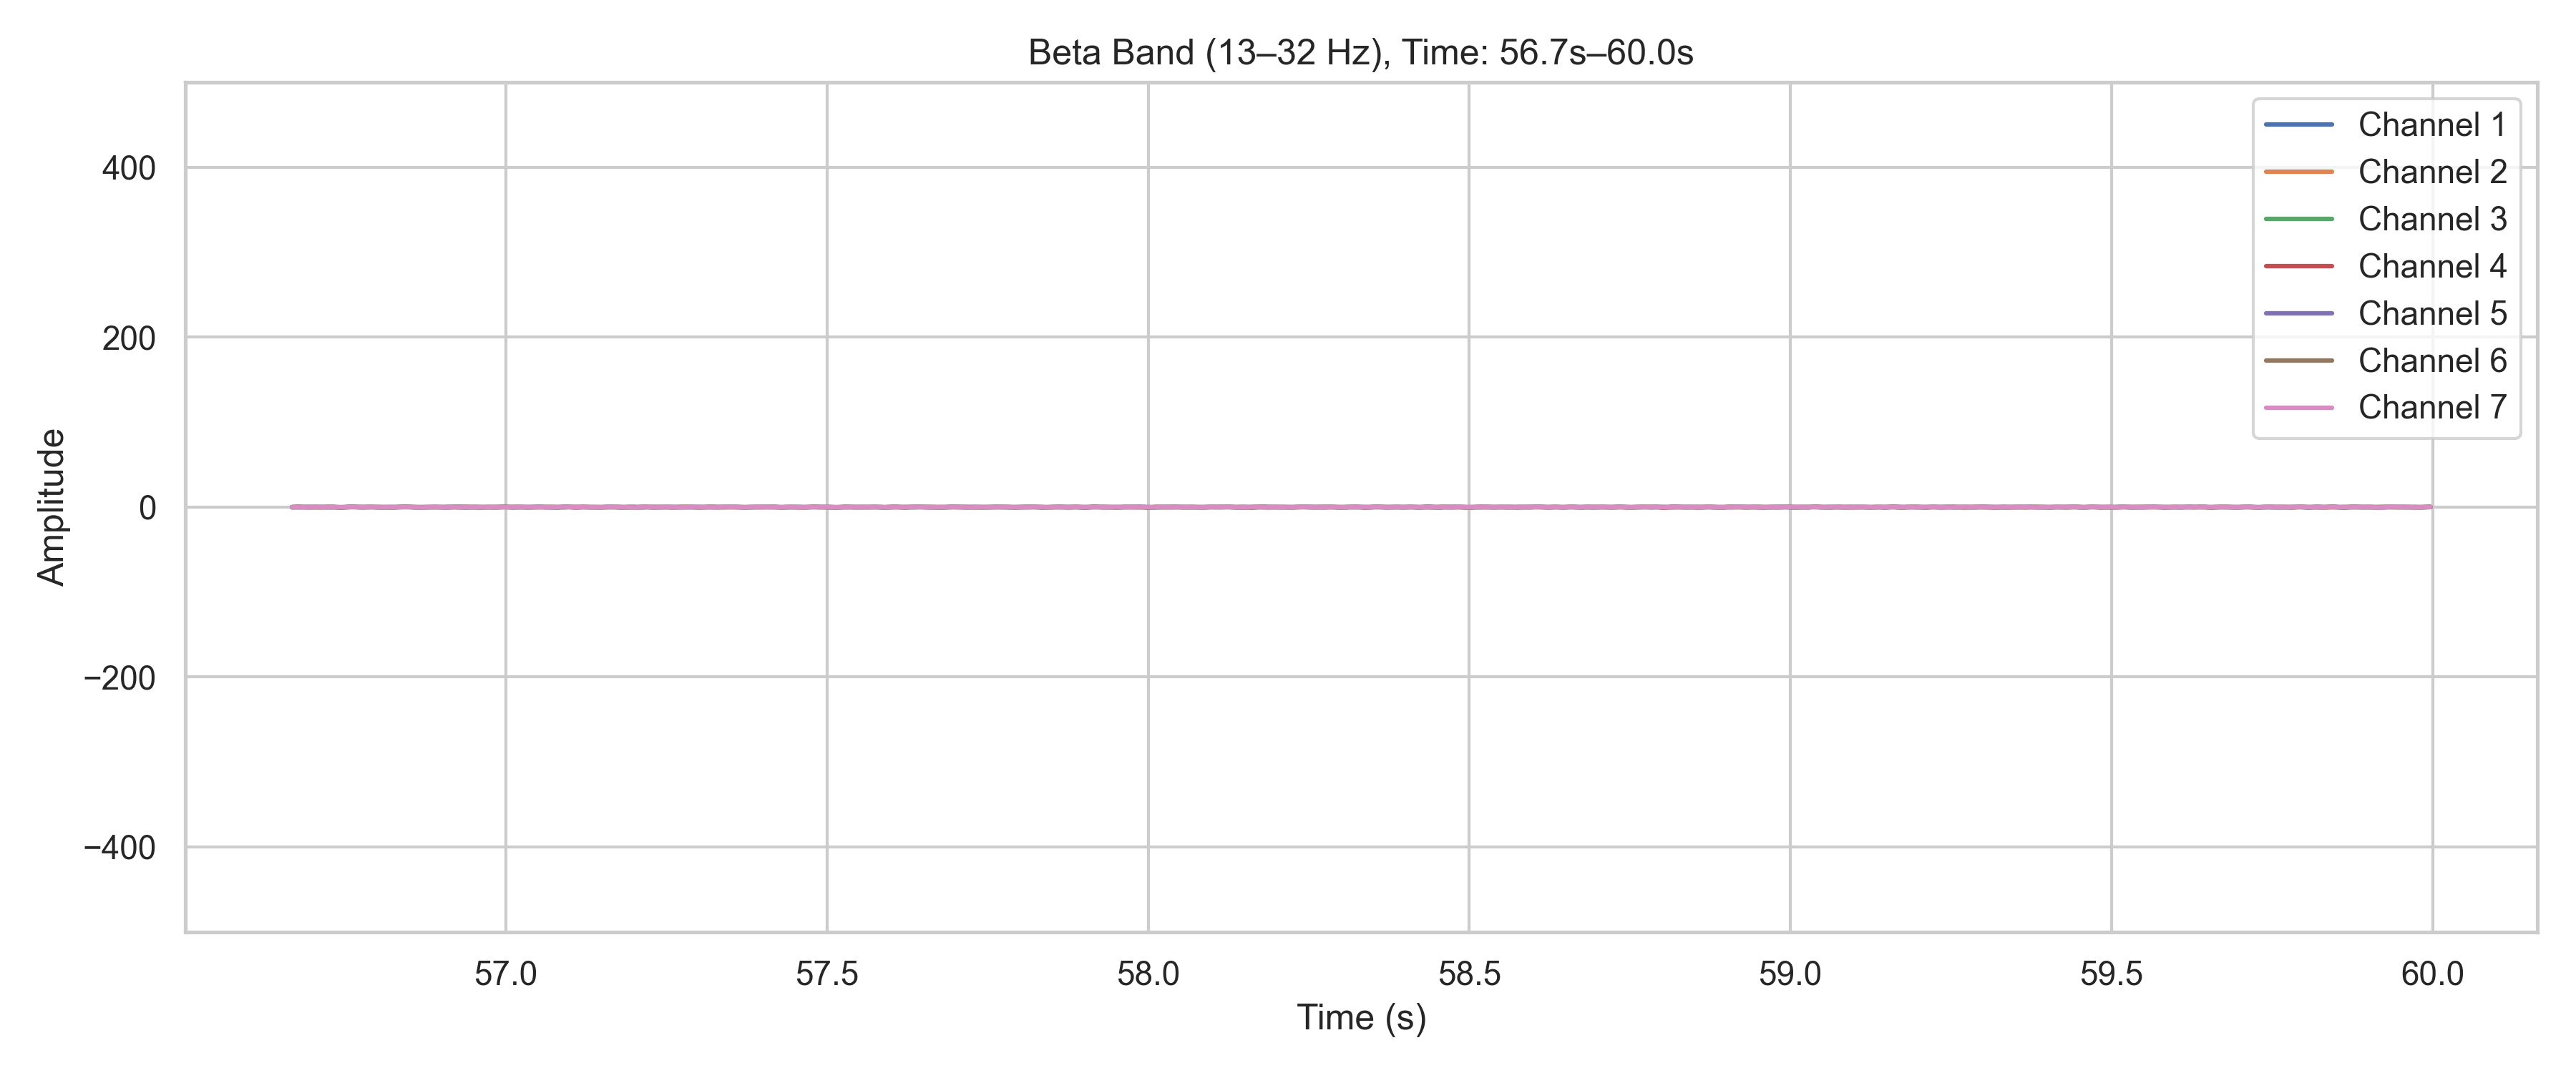 Beta Band (13–32 Hz), Time: 56.7s–60.0s
Channel 1
Channel 2
Channel 3
Channel 4
Channel 5
Channel 6
Channel 7
Amplitude
400
200
0
−200
−400
57.0 57.5 58.0 58.5 59.0 59.5 60.0
Time (s)